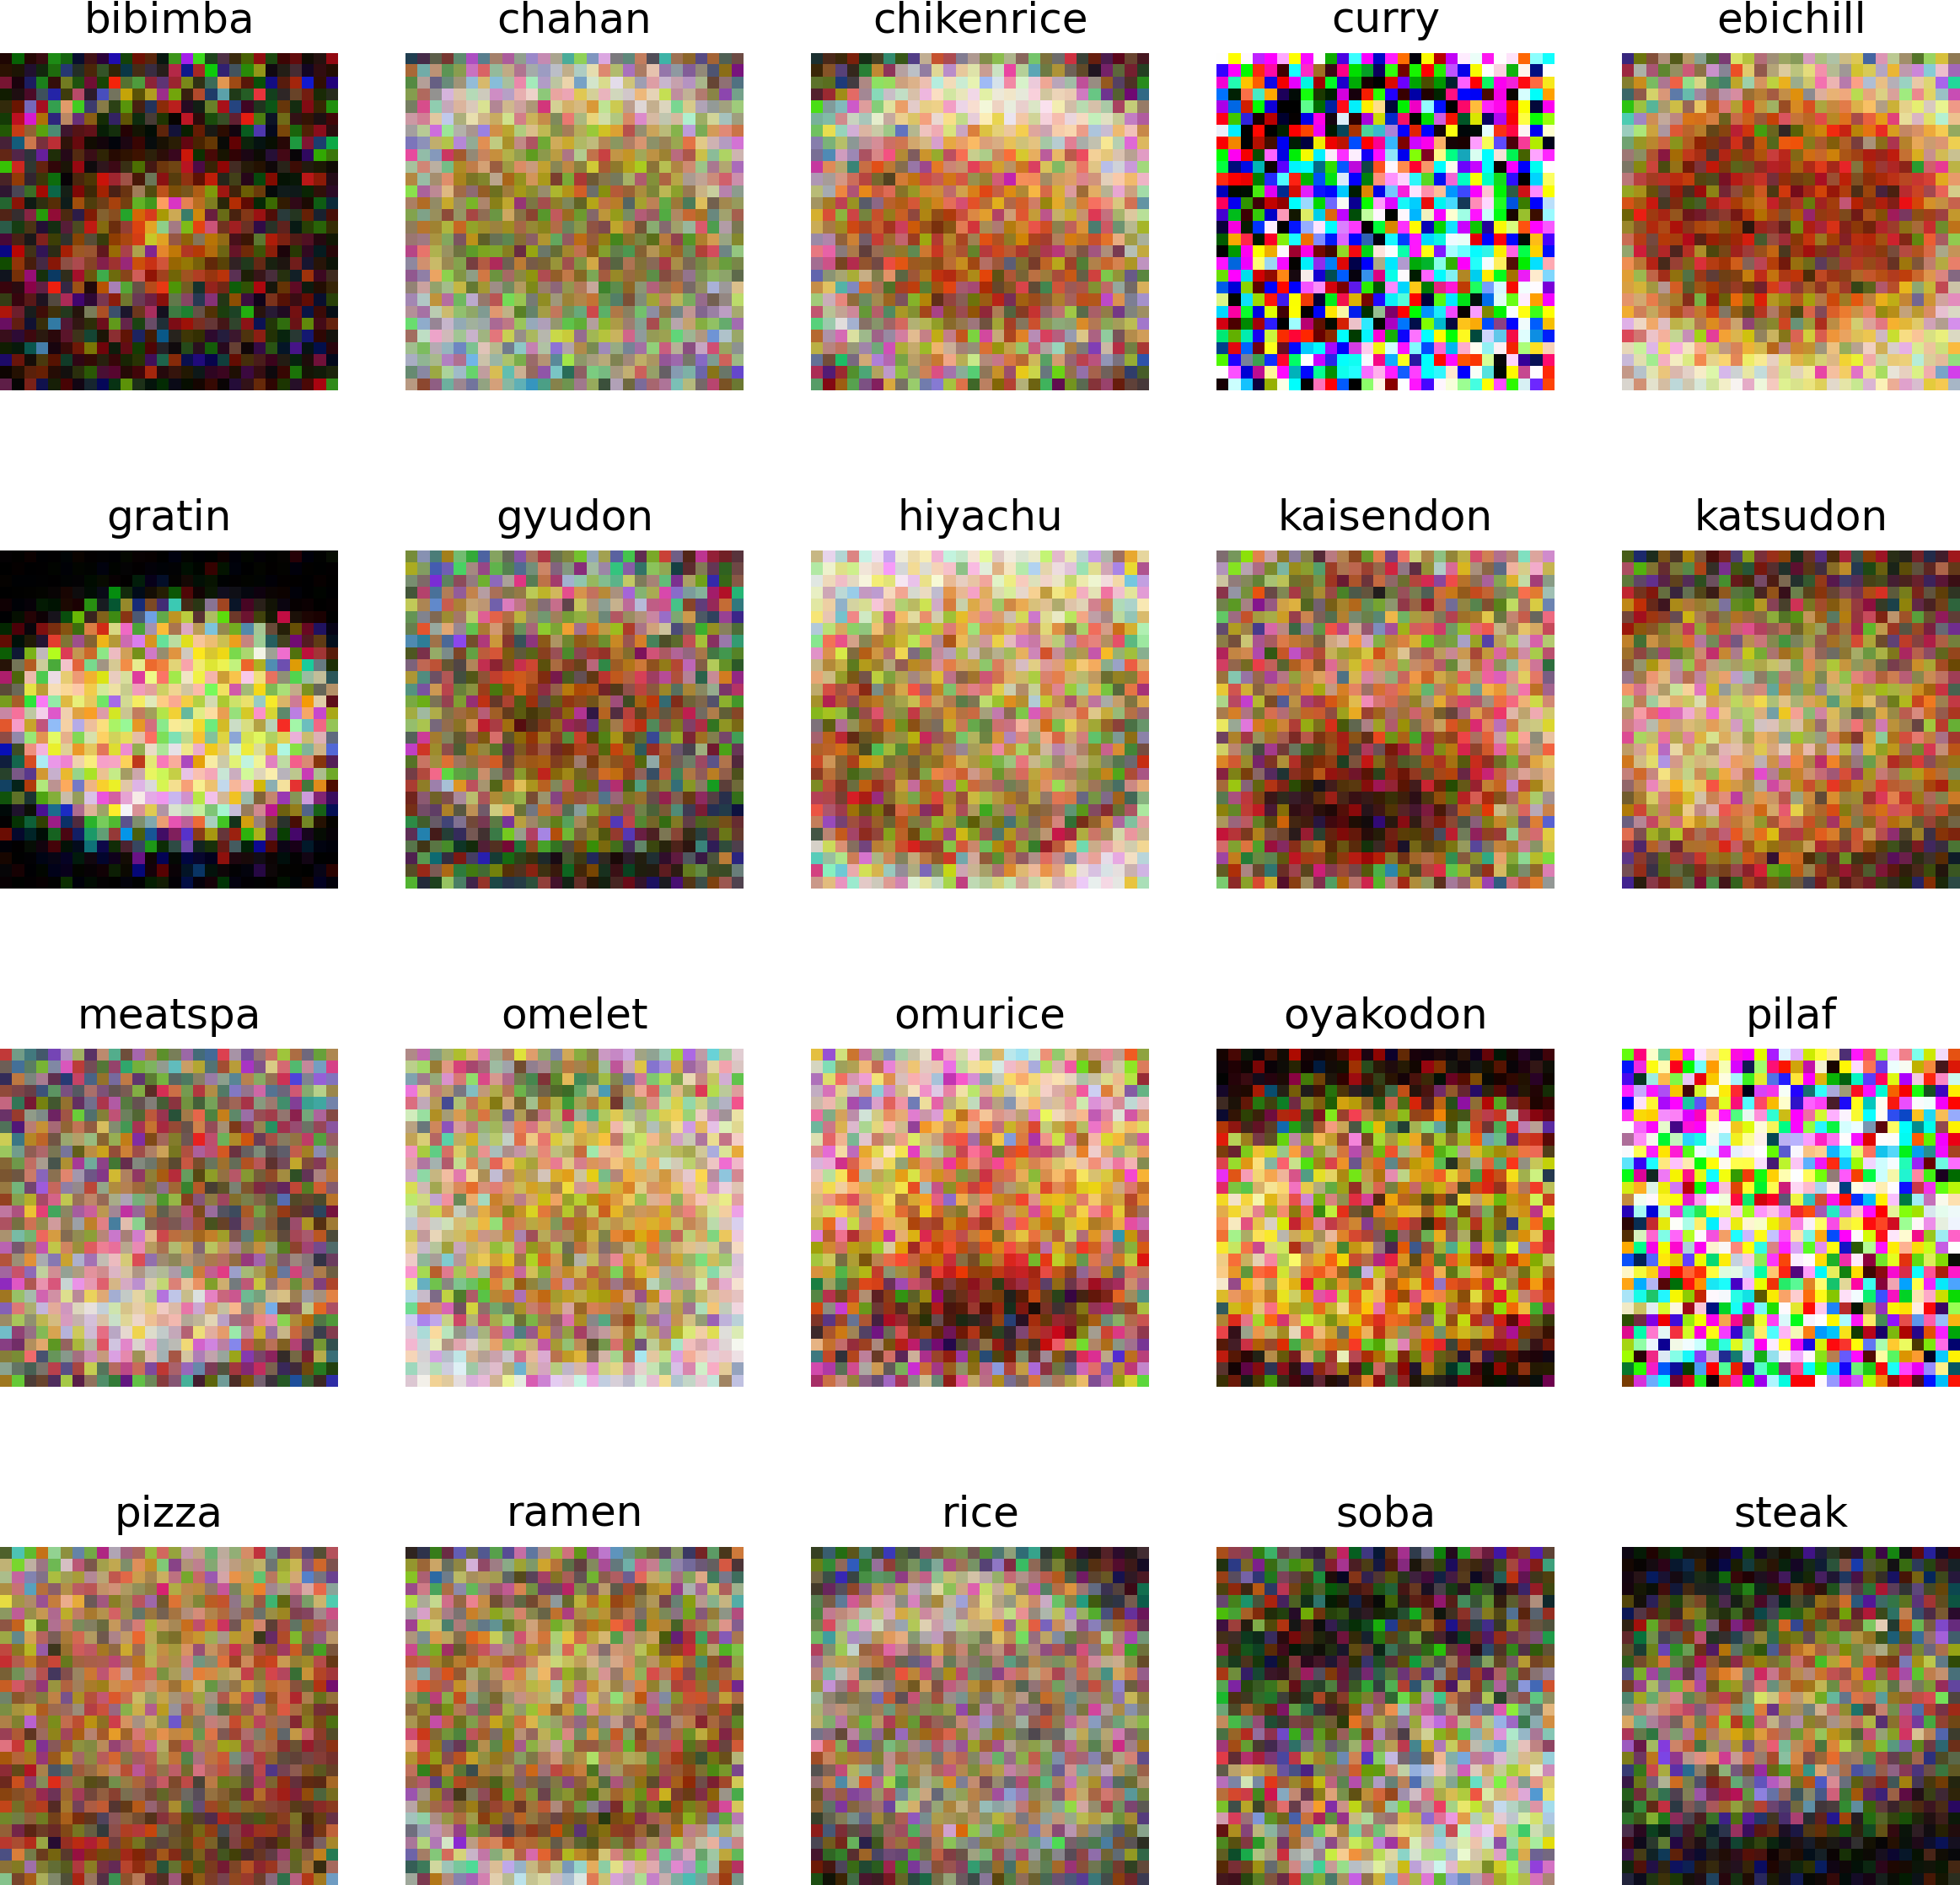 bibimba chahan chikenrice curry ebichill
gratin gyudon hiyachu kaisendon katsudon
meatspa omelet omurice oyakodon pilaf
pizza ramen rice soba steak